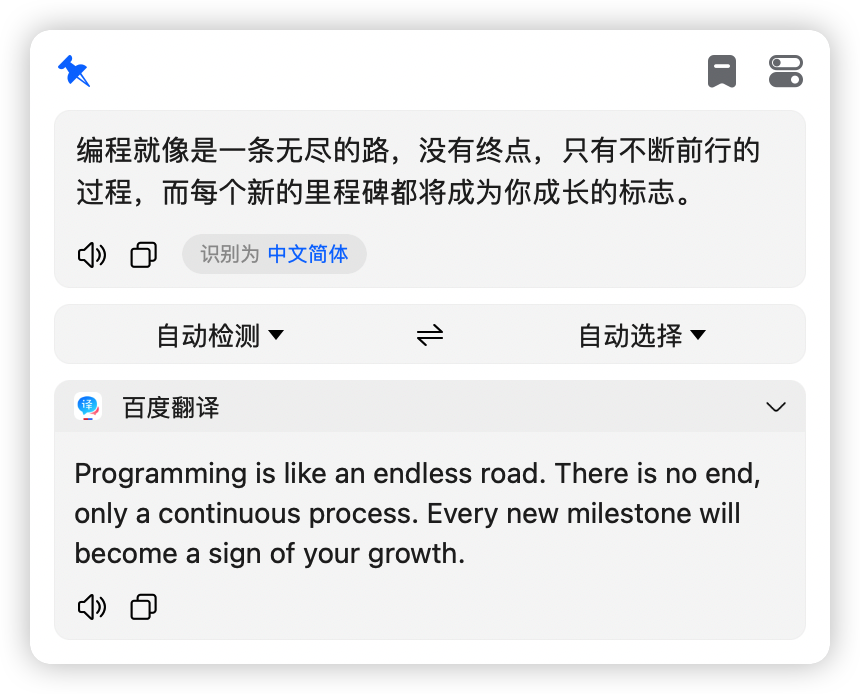 编程就像是一条无尽的路，没有终点，只有不断前行的
过程，而每个新的里程碑都将成为你成长的标志。
识别为 中文简体
自动检测
自动选择
译
百度翻译
Programming is like an endless road. There is no end,
only a continuous process. Every new milestone will
become a sign of your growth.